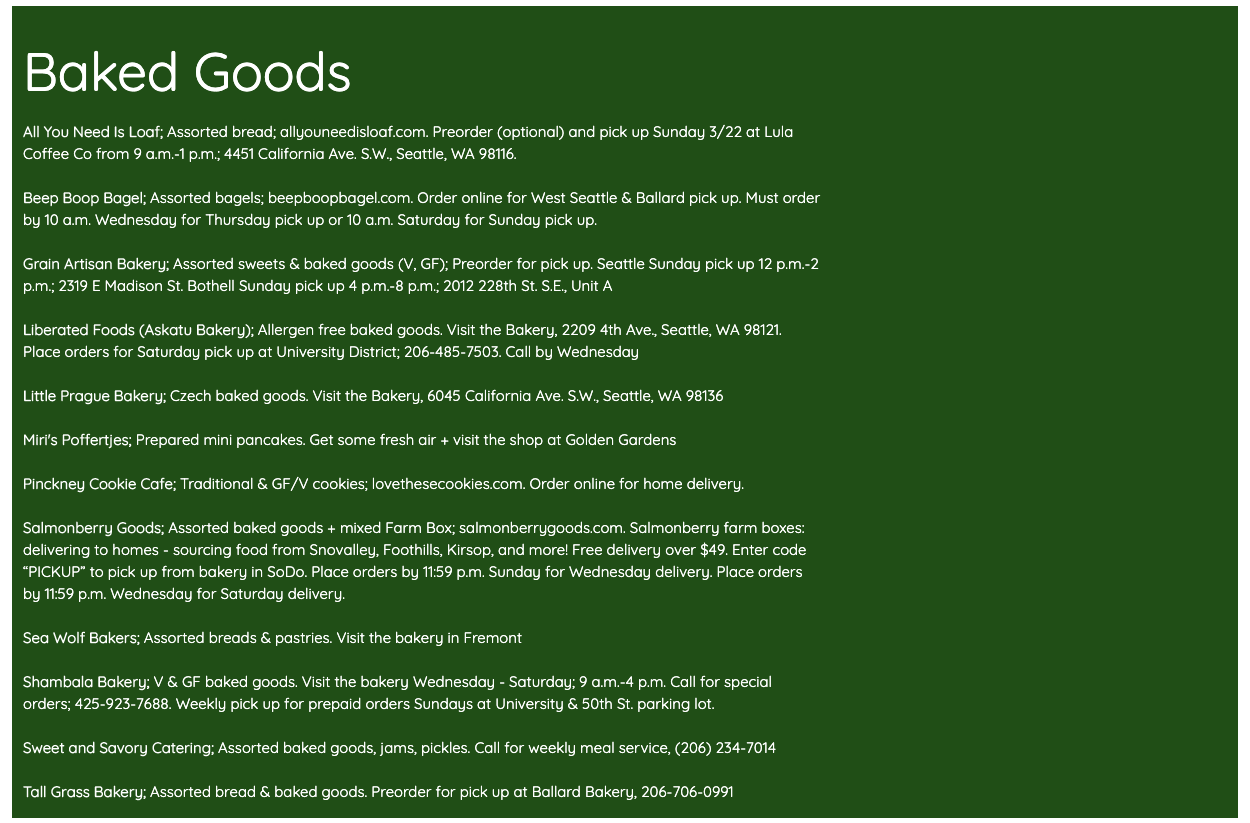 Baked Goods
All You Need Is Loaf; Assorted bread; allyouneedisloaf.com. Preorder (optional) and pick up Sunday 3/22 at Lula
Coffee Co from 9 a.m.-1 p.m.; 4451 California Ave. S.W., Seattle, WA 98116.
Beep Boop Bagel; Assorted bagels; beepboopbagel.com. Order online for West Seattle & Ballard pick up. Must order
by 10 a.m. Wednesday for Thursday pick up or 10 a.m. Saturday for Sunday pick up.
Grain Artisan Bakery; Assorted sweets & baked goods (V, GF); Preorder for pick up. Seattle Sunday pick up 12 p.m.-2
p.m.; 2319 E Madison St. Bothell Sunday pick up 4 p.m.-8 p.m.; 2012 228th St. S.E., Unit A
Liberated Foods (Askatu Bakery); Allergen free baked goods. Visit the Bakery, 2209 4th Ave., Seattle, WA 98121.
Place orders for Saturday pick up at University District; 206-485-7503. Call by Wednesday
Little Prague Bakery; Czech baked goods. Visit the Bakery, 6045 California Ave. S.W., Seattle, WA 98136
Miri's Poffertjes; Prepared mini pancakes. Get some fresh air + visit the shop at Golden Gardens
Pinckney Cookie Cafe; Traditional & GF/V cookies; lovethesecookies.com. Order online for home delivery.
Salmonberry Goods; Assorted baked goods + mixed Farm Box; salmonberrygoods.com. Salmonberry farm boxes:
delivering to homes - sourcing food from Snovalley, Foothills, Kirsop, and more! Free delivery over $49. Enter code
“PICKUP” to pick up from bakery in SoDo. Place orders by 11:59 p.m. Sunday for Wednesday delivery. Place orders
by 11:59 p.m. Wednesday for Saturday delivery.
Sea Wolf Bakers; Assorted breads & pastries. Visit the bakery in Fremont
Shambala Bakery; V & GF baked goods. Visit the bakery Wednesday - Saturday; 9 a.m.-4 p.m. Call for special
orders; 425-923-7688. Weekly pick up for prepaid orders Sundays at University & 50th St. parking lot.
Sweet and Savory Catering; Assorted baked goods, jams, pickles. Call for weekly meal service, (206) 234-7014
Tall Grass Bakery; Assorted bread & baked goods. Preorder for pick up at Ballard Bakery, 206-706-0991